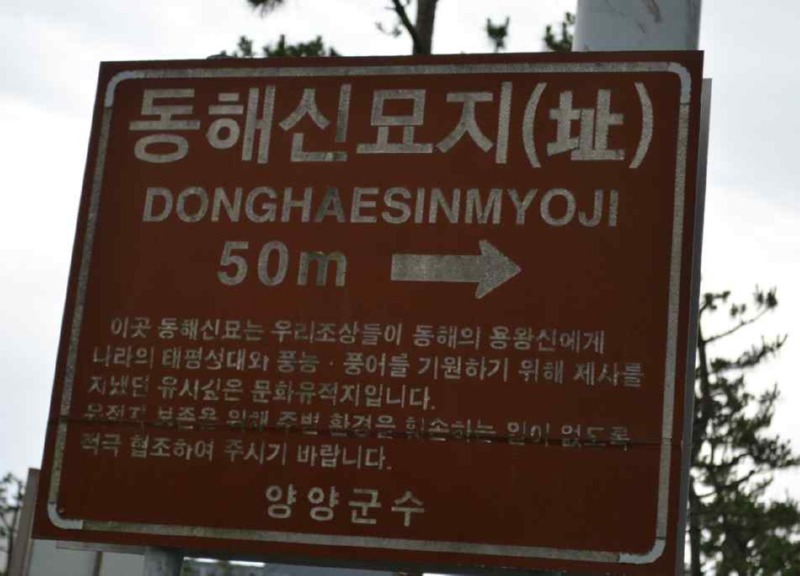 동해신묘지(址)
DONGHAESINMYOJI
50m →
이곳 동해신묘는 우리조상들이 동해의 용왕신에게
나라의 태평성대와 풍농 · 풍어를 기원하기 위해 제사를
지냈던 유서깊은 문화유적지입니다.
유적지 보존을 위해 주변 환경을 훼손하는 일이 없도록
적극 협조하여 주시기 바랍니다.
양양군수